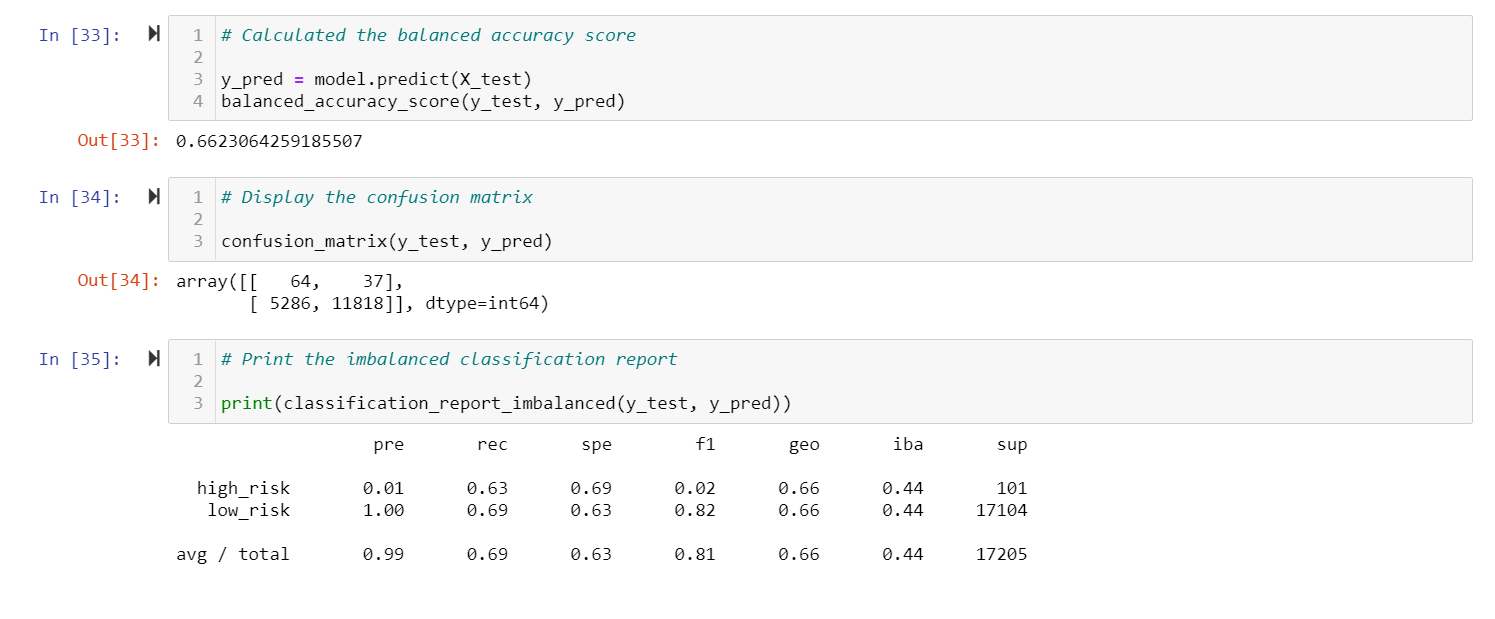 In [33]:
1 # Calculated the balanced accuracy score
2
3 y_pred = model.predict(X_test)
4 balanced_accuracy_score(y_test, y_pred)
Out[33]: 0.6623064259185507
In [34]:
1 # Display the confusion matrix
2
3 confusion_matrix(y_test, y_pred)
Out[34]: array([[   64,    37],
       [ 5286, 11818]], dtype=int64)
In [35]:
1 # Print the imbalanced classification report
2
3 print(classification_report_imbalanced(y_test, y_pred))
pre rec spe f1 geo iba sup
high_risk 0.01 0.63 0.69 0.02 0.66 0.44 101
low_risk 1.00 0.69 0.63 0.82 0.66 0.44 17104
avg / total 0.99 0.69 0.63 0.81 0.66 0.44 17205